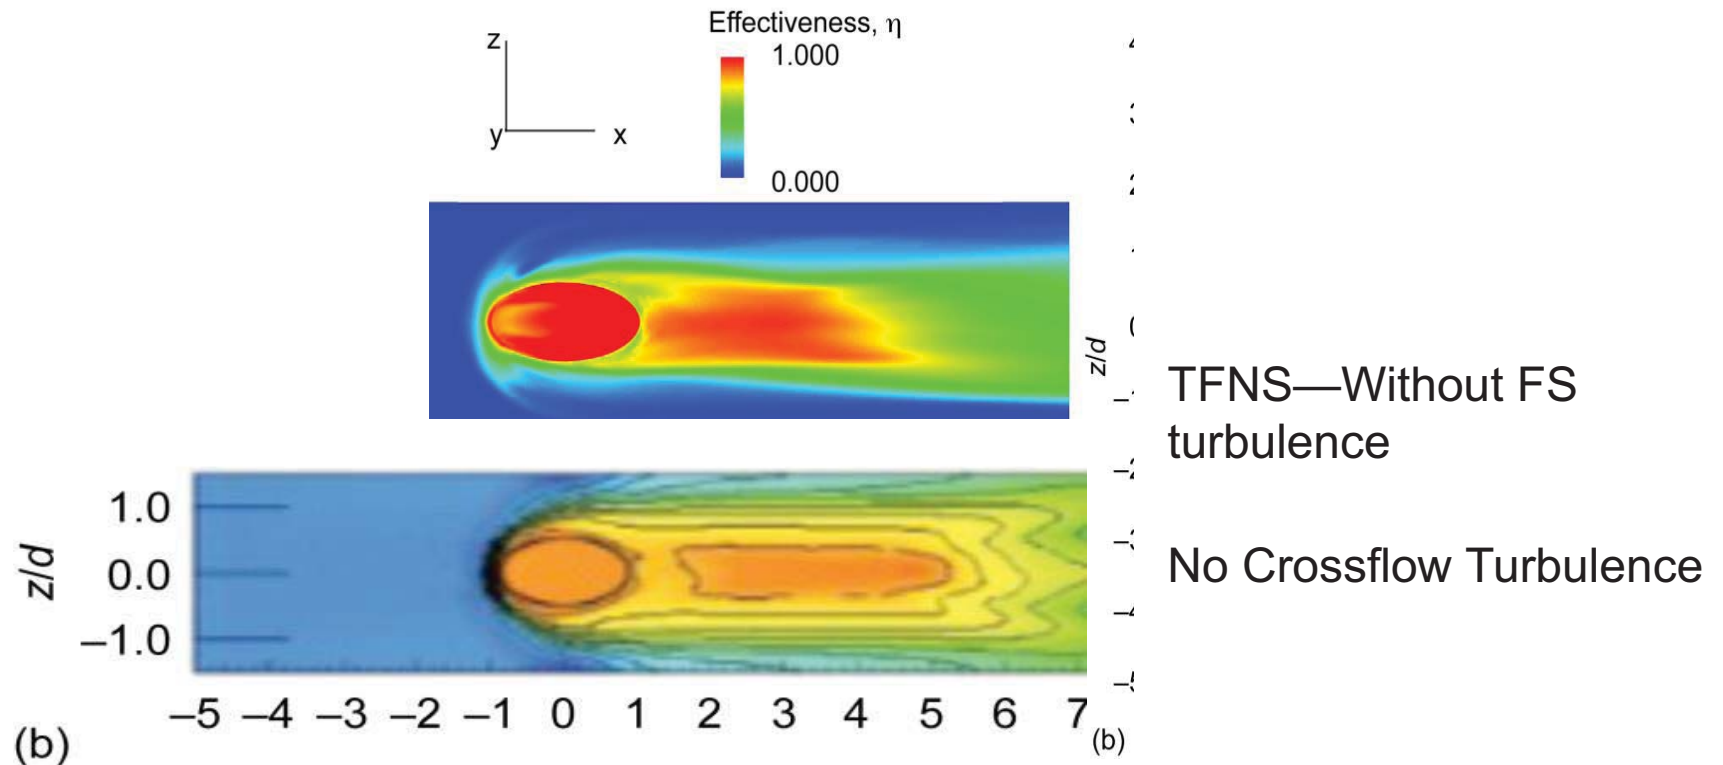 Effectiveness, η
z
1.000
y
x
0.000
z/d
TFNS—Without FS
turbulence
1.0
z/d
0.0
No Crossflow Turbulence
–1.0
–5 –4 –3 –2 –1 0 1 2 3 4 5 6 7
(b)
(b)